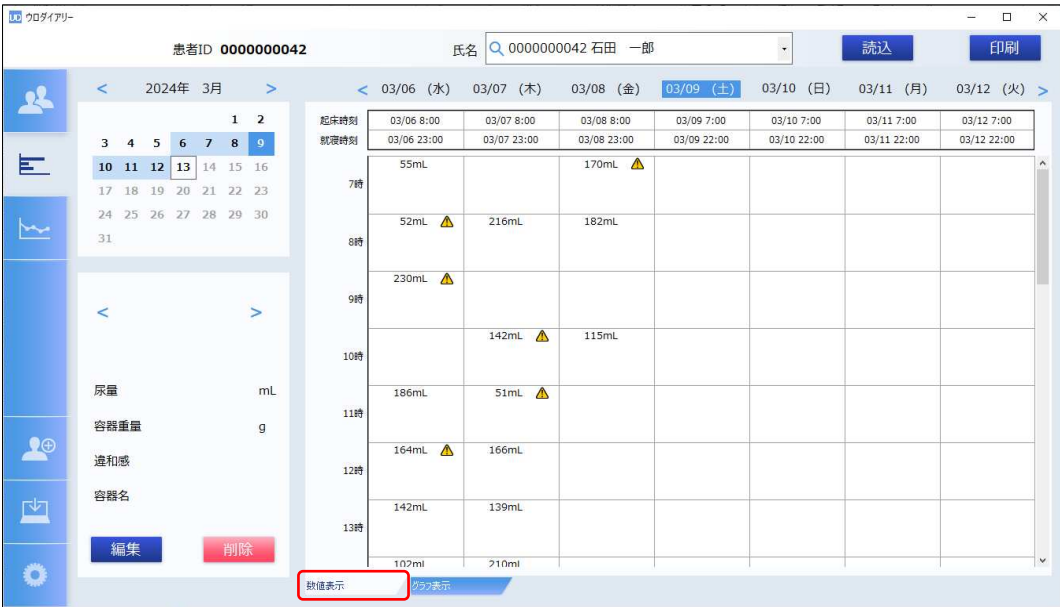 UD ウロダイアリー
患者ID 0000000042 氏名 0000000042 石田 一郎 読込 印刷
< 2024年 3月 >
1 2
3 4 5 6 7 8 9
10 11 12 13 14 15 16
17 18 19 20 21 22 23
24 25 26 27 28 29 30
31
< >
尿量 mL
容器重量 g
違和感
容器名
編集 削除
< 03/06 (水) 03/07 (木) 03/08 (金) 03/09 (土) 03/10 (日) 03/11 (月) 03/12 (火) >
起床時刻 03/06 8:00 03/07 8:00 03/08 8:00 03/09 7:00 03/10 7:00 03/11 7:00 03/12 7:00
就寝時刻 03/06 23:00 03/07 23:00 03/08 23:00 03/09 22:00 03/10 22:00 03/11 22:00 03/12 22:00
55mL 170mL
7時
52mL 216mL 182mL
8時
230mL
9時
142mL 115mL
10時
186mL 51mL
11時
164mL 166mL
12時
142mL 139mL
13時
102ml 210ml
数値表示 グラフ表示